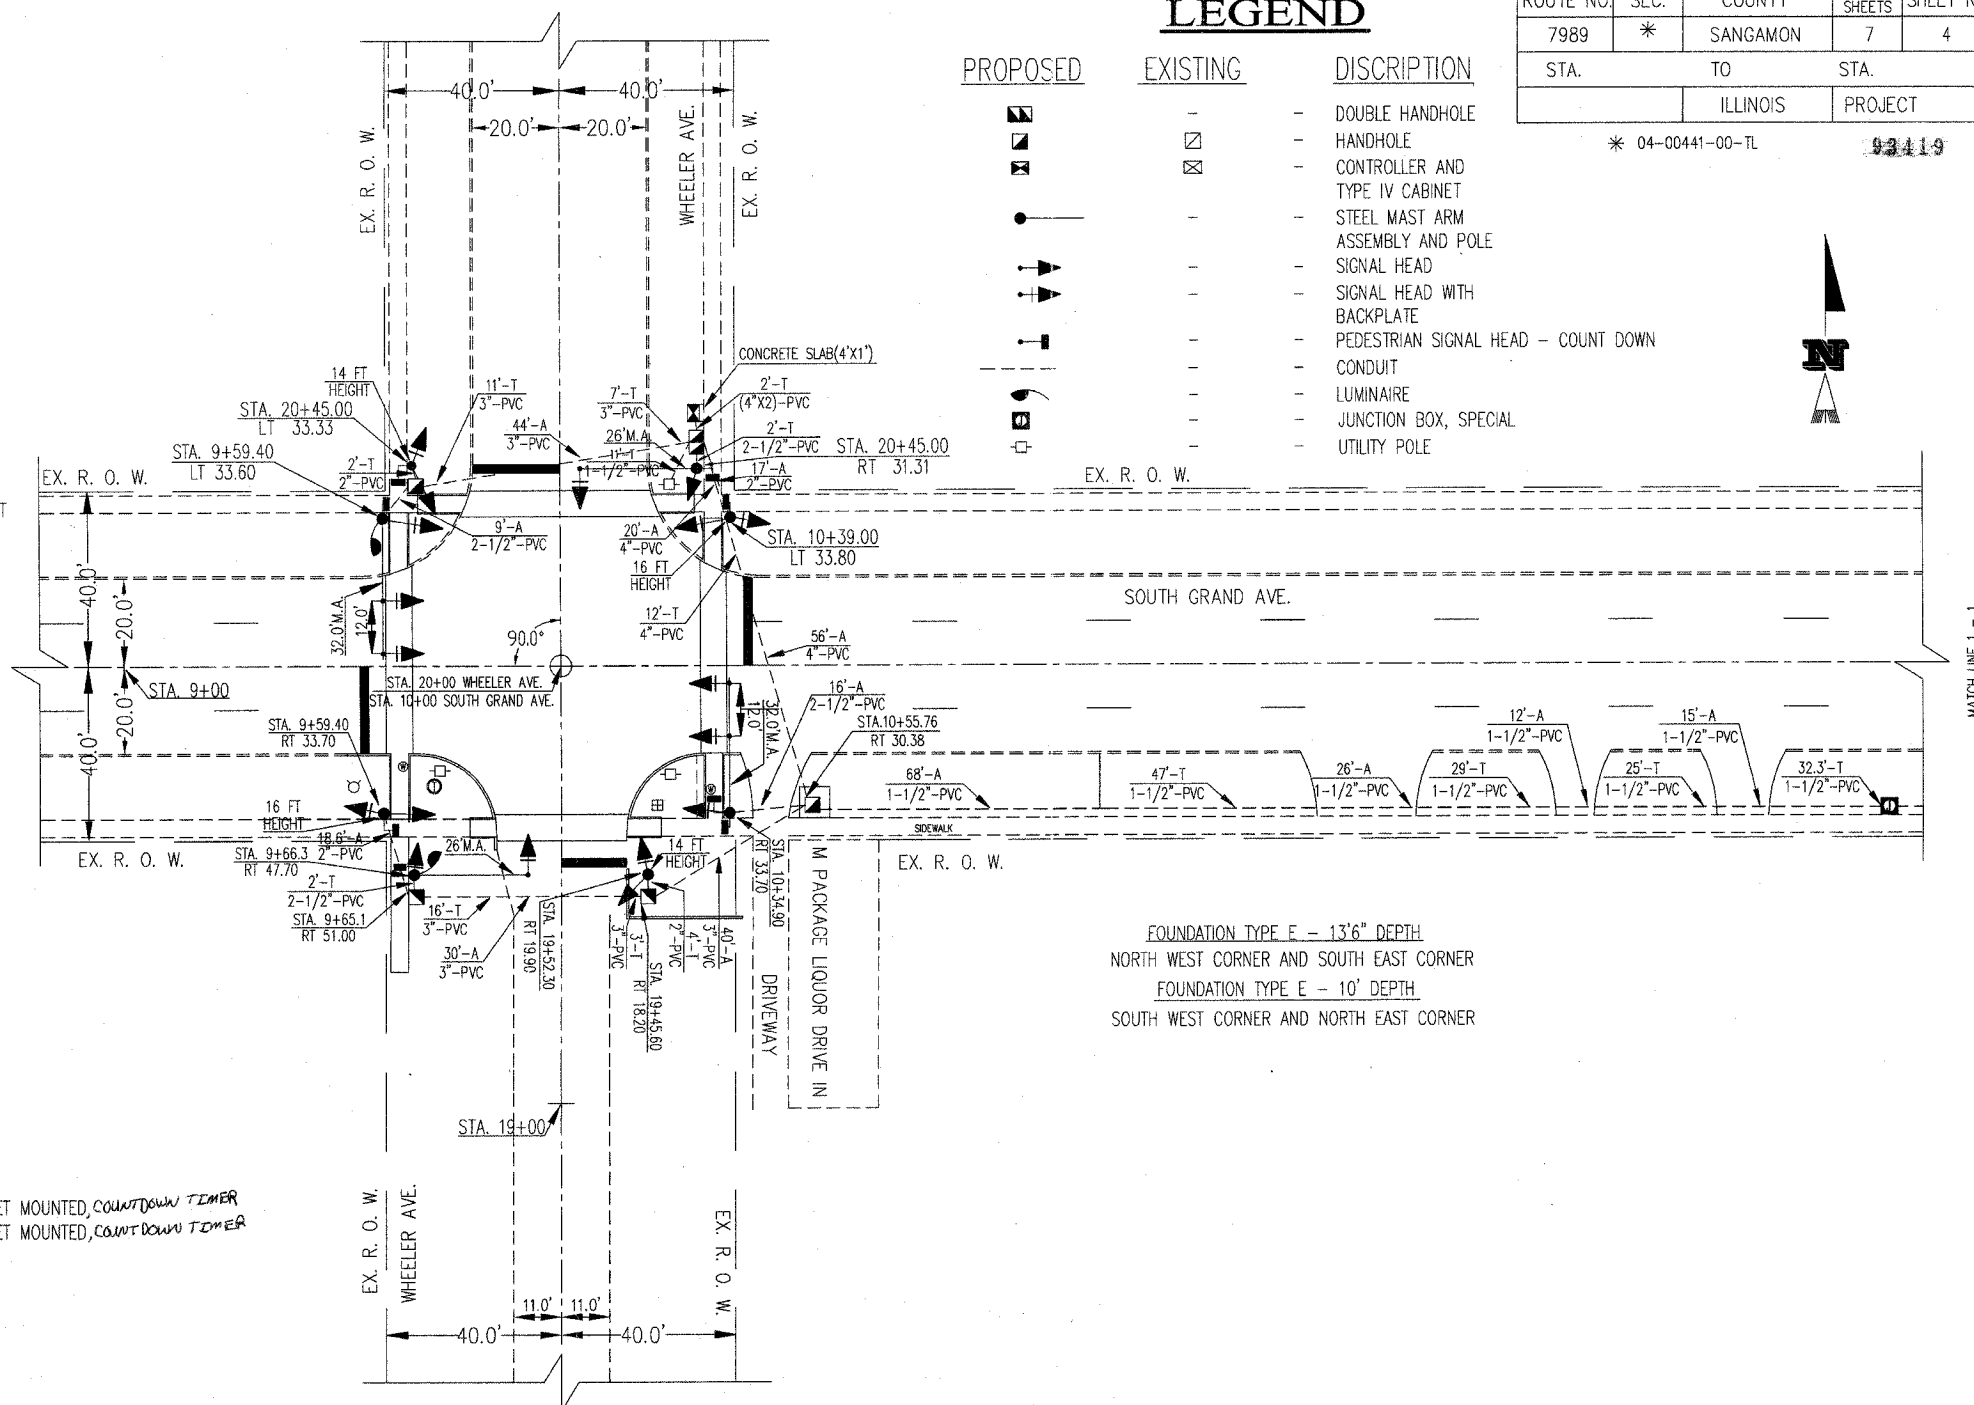 LEGEND
PROPOSED EXISTING DISCRIPTION
- - DOUBLE HANDHOLE
- HANDHOLE
- CONTROLLER AND
TYPE IV CABINET
- - STEEL MAST ARM
ASSEMBLY AND POLE
- - SIGNAL HEAD
- - SIGNAL HEAD WITH
BACKPLATE
- - PEDESTRIAN SIGNAL HEAD - COUNT DOWN
- - CONDUIT
- - LUMINAIRE
- - JUNCTION BOX, SPECIAL
- - UTILITY POLE
ROUTE NO. SEC. COUNTY SHEETS
7989 * SANGAMON 7 4
STA. TO STA.
ILLINOIS PROJECT
* 04-00441-00-TL
93419
N
40.0' 40.0'
20.0' 20.0'
EX. R. O. W.
WHEELER AVE.
EX. R. O. W.
CONCRETE SLAB(4'X1')
14 FT
HEIGHT
11'-T
3"-PVC
7'-T
3"-PVC
2'-T
(4"X2)-PVC
STA. 20+45.00
LT 33.33
44'-A
3"-PVC
26'M.A.
2'-T
2-1/2"-PVC
STA. 20+45.00
RT 31.31
STA. 9+59.40
LT 33.60
2'-T
2"-PVC
11'-T
1-1/2"-PVC
17'-A
2"-PVC
EX. R. O. W.
EX. R. O. W.
9'-A
2-1/2"-PVC
20'-A
4"-PVC
STA. 10+39.00
LT 33.80
16 FT
HEIGHT
40.0'
20.0'
32.0'M.A.
12.0'
90.0°
12'-T
4"-PVC
56'-A
4"-PVC
SOUTH GRAND AVE.
MATCH LINE 1 - 1
STA. 9+00
STA. 20+00 WHEELER AVE.
STA. 10+00 SOUTH GRAND AVE.
20.0'
40.0'
12.0'
32.0'M.A.
16'-A
2-1/2"-PVC
STA.10+55.76
RT 30.38
STA. 9+59.40
RT 33.70
68'-A
1-1/2"-PVC
47'-T
1-1/2"-PVC
26'-A
1-1/2"-PVC
29'-T
1-1/2"-PVC
12'-A
1-1/2"-PVC
25'-T
1-1/2"-PVC
15'-A
1-1/2"-PVC
32.3'-T
1-1/2"-PVC
SIDEWALK
16 FT
HEIGHT
18.6'-A
2"-PVC
EX. R. O. W.
STA. 9+66.3
RT 47.70
26'M.A.
14 FT
HEIGHT
EX. R. O. W.
2'-T
2-1/2"-PVC
STA. 9+65.1
RT 51.00
16'-T
3"-PVC
30'-A
3"-PVC
STA. 19+52.30
RT 19.90
3'-T
3"-PVC
STA. 19+45.60
RT 18.20
4'-T
2"-PVC
40'-A
3"-PVC
STA. 10+34.90
RT 33.70
DRIVEWAY
M PACKAGE LIQUOR DRIVE IN
FOUNDATION TYPE E - 13'6" DEPTH
NORTH WEST CORNER AND SOUTH EAST CORNER
FOUNDATION TYPE E - 10' DEPTH
SOUTH WEST CORNER AND NORTH EAST CORNER
STA. 19+00
ET MOUNTED, COUNTDOWN TIMER
ET MOUNTED, COUNTDOWN TIMER
EX. R. O. W.
WHEELER AVE.
EX. R. O. W.
11.0' 11.0'
40.0' 40.0'